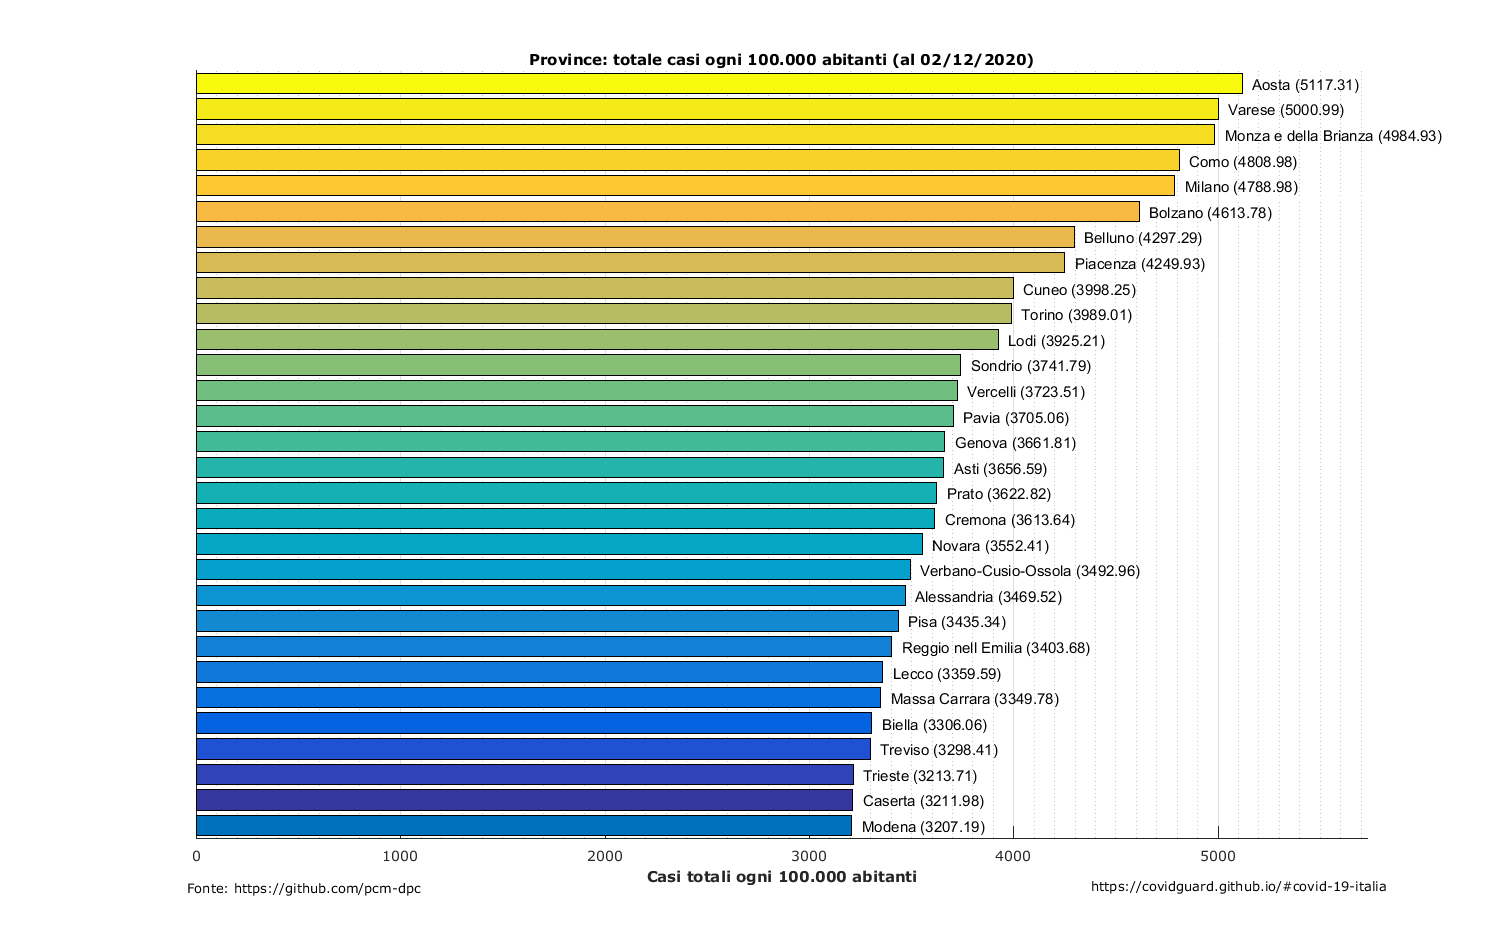 Province: totale casi ogni 100.000 abitanti (al 02/12/2020)
Aosta (5117.31)
Varese (5000.99)
Monza e della Brianza (4984.93)
Como (4808.98)
Milano (4788.98)
Bolzano (4613.78)
Belluno (4297.29)
Piacenza (4249.93)
Cuneo (3998.25)
Torino (3989.01)
Lodi (3925.21)
Sondrio (3741.79)
Vercelli (3723.51)
Pavia (3705.06)
Genova (3661.81)
Asti (3656.59)
Prato (3622.82)
Cremona (3613.64)
Novara (3552.41)
Verbano-Cusio-Ossola (3492.96)
Alessandria (3469.52)
Pisa (3435.34)
Reggio nell Emilia (3403.68)
Lecco (3359.59)
Massa Carrara (3349.78)
Biella (3306.06)
Treviso (3298.41)
Trieste (3213.71)
Caserta (3211.98)
Modena (3207.19)
0 1000 2000 3000 4000 5000
Casi totali ogni 100.000 abitanti
Fonte: https://github.com/pcm-dpc
https://covidguard.github.io/#covid-19-italia